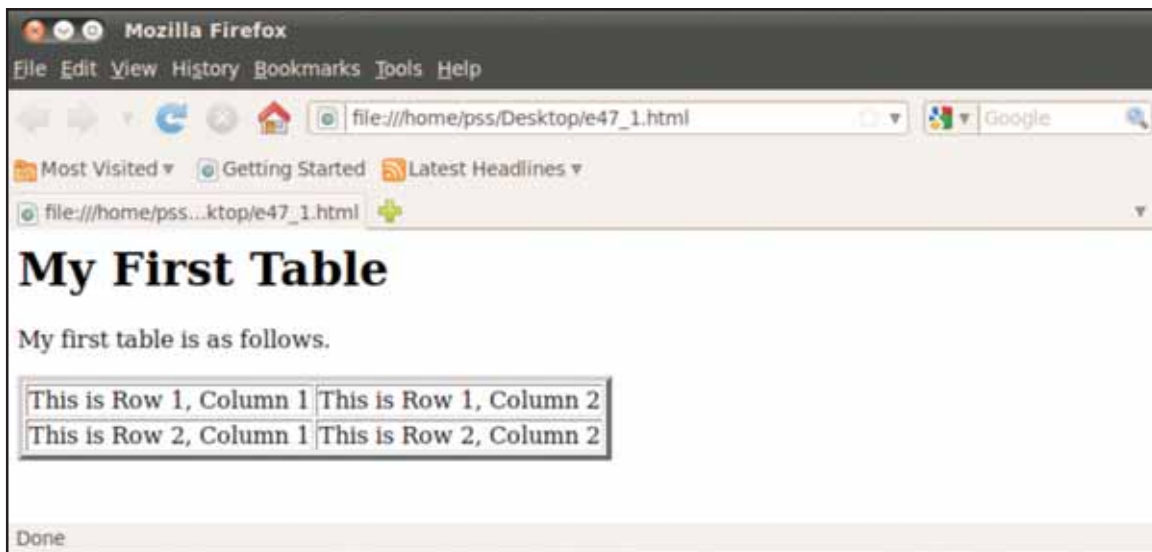 Mozilla Firefox
File Edit View History Bookmarks Tools Help
file:///home/pss/Desktop/e47_1.html Google
Most Visited Getting Started Latest Headlines
file:///home/pss...ktop/e47_1.html
My First Table
My first table is as follows.
This is Row 1, Column 1 This is Row 1, Column 2
This is Row 2, Column 1 This is Row 2, Column 2
Done